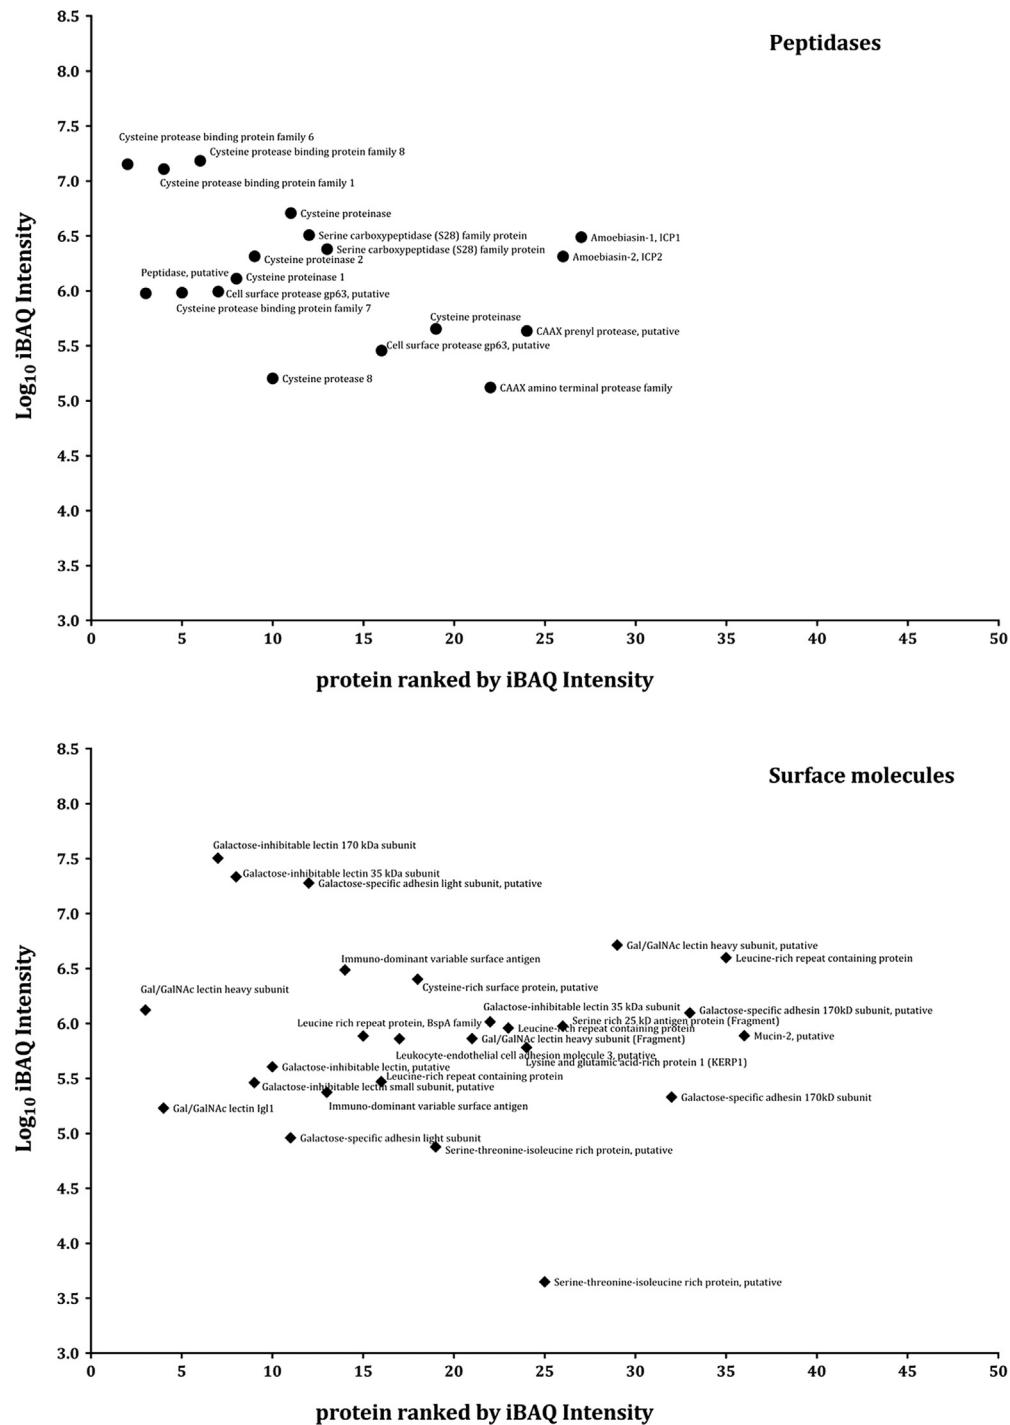 8.5
Peptidases
8.0
7.5
Cysteine protease binding protein family 6
Cysteine protease binding protein family 8
7.0
Cysteine protease binding protein family 1
Cysteine proteinase
6.5
Serine carboxypeptidase (S28) family protein
Amoebiasin-1, ICP1
Serine carboxypeptidase (S28) family protein
Cysteine proteinase 2
Amoebiasin-2, ICP2
Peptidase, putative
Cysteine proteinase 1
6.0
Cell surface protease gp63, putative
Cysteine protease binding protein family 7
Cysteine proteinase
CAAX prenyl protease, putative
5.5
Cell surface protease gp63, putative
Cysteine protease 8
CAAX amino terminal protease family
5.0
4.5
4.0
3.5
3.0
Log10 iBAQ Intensity
0 5 10 15 20 25 30 35 40 45 50
protein ranked by iBAQ Intensity
8.5
Surface molecules
8.0
Galactose-inhibitable lectin 170 kDa subunit
7.5
Galactose-inhibitable lectin 35 kDa subunit
Galactose-specific adhesin light subunit, putative
7.0
Gal/GalNAc lectin heavy subunit, putative
Immuno-dominant variable surface antigen
Leucine-rich repeat containing protein
6.5
Cysteine-rich surface protein, putative
Gal/GalNAc lectin heavy subunit
Galactose-inhibitable lectin 35 kDa subunit
Galactose-specific adhesin 170kD subunit, putative
Leucine rich repeat protein, BspA family
Serine rich 25 kD antigen protein (Fragment)
6.0
Leucine-rich repeat containing protein
Mucin-2, putative
Gal/GalNAc lectin heavy subunit (Fragment)
Leukocyte-endothelial cell adhesion molecule 3, putative
Lysine and glutamic acid-rich protein 1 (KERP1)
Galactose-inhibitable lectin, putative
Leucine-rich repeat containing protein
5.5
Galactose-inhibitable lectin small subunit, putative
Galactose-specific adhesin 170kD subunit
Gal/GalNAc lectin Igl1
Immuno-dominant variable surface antigen
5.0
Galactose-specific adhesin light subunit
Serine-threonine-isoleucine rich protein, putative
4.5
4.0
Serine-threonine-isoleucine rich protein, putative
3.5
3.0
Log10 iBAQ Intensity
0 5 10 15 20 25 30 35 40 45 50
protein ranked by iBAQ Intensity